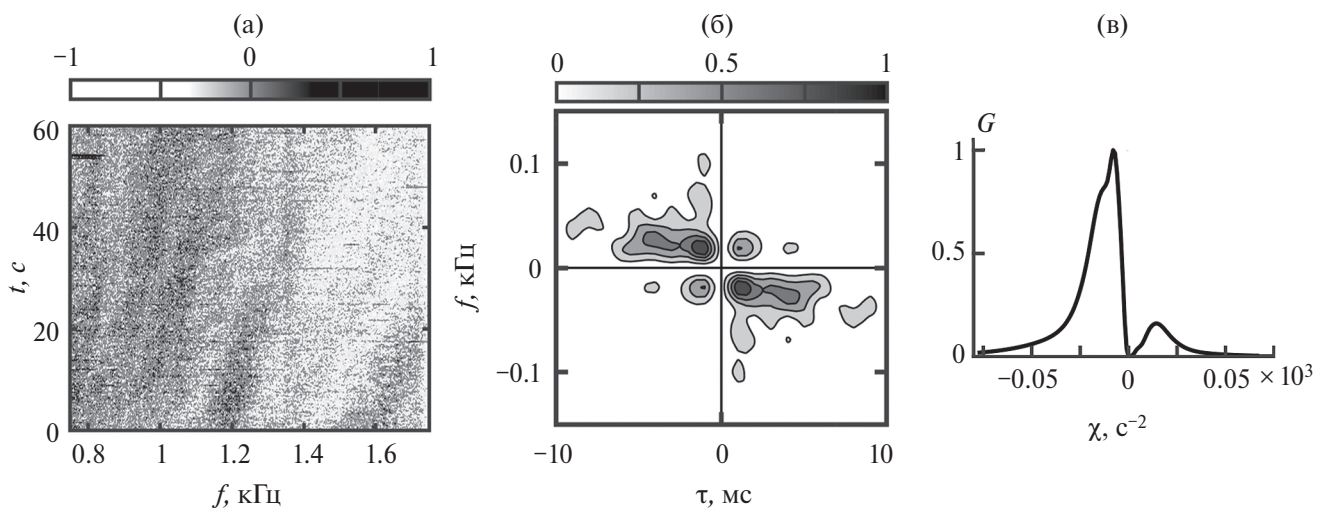 (а)
−1 0 1
60
40
20
0
t, с
0.8 1 1.2 1.4 1.6
f, кГц
(б)
0 0.5 1
0.1
0
−0.1
f, кГц
−10 0 10
τ, мс
(в)
G
1
0.5
0
−0.05 0 0.05 ×10³
χ, с⁻²